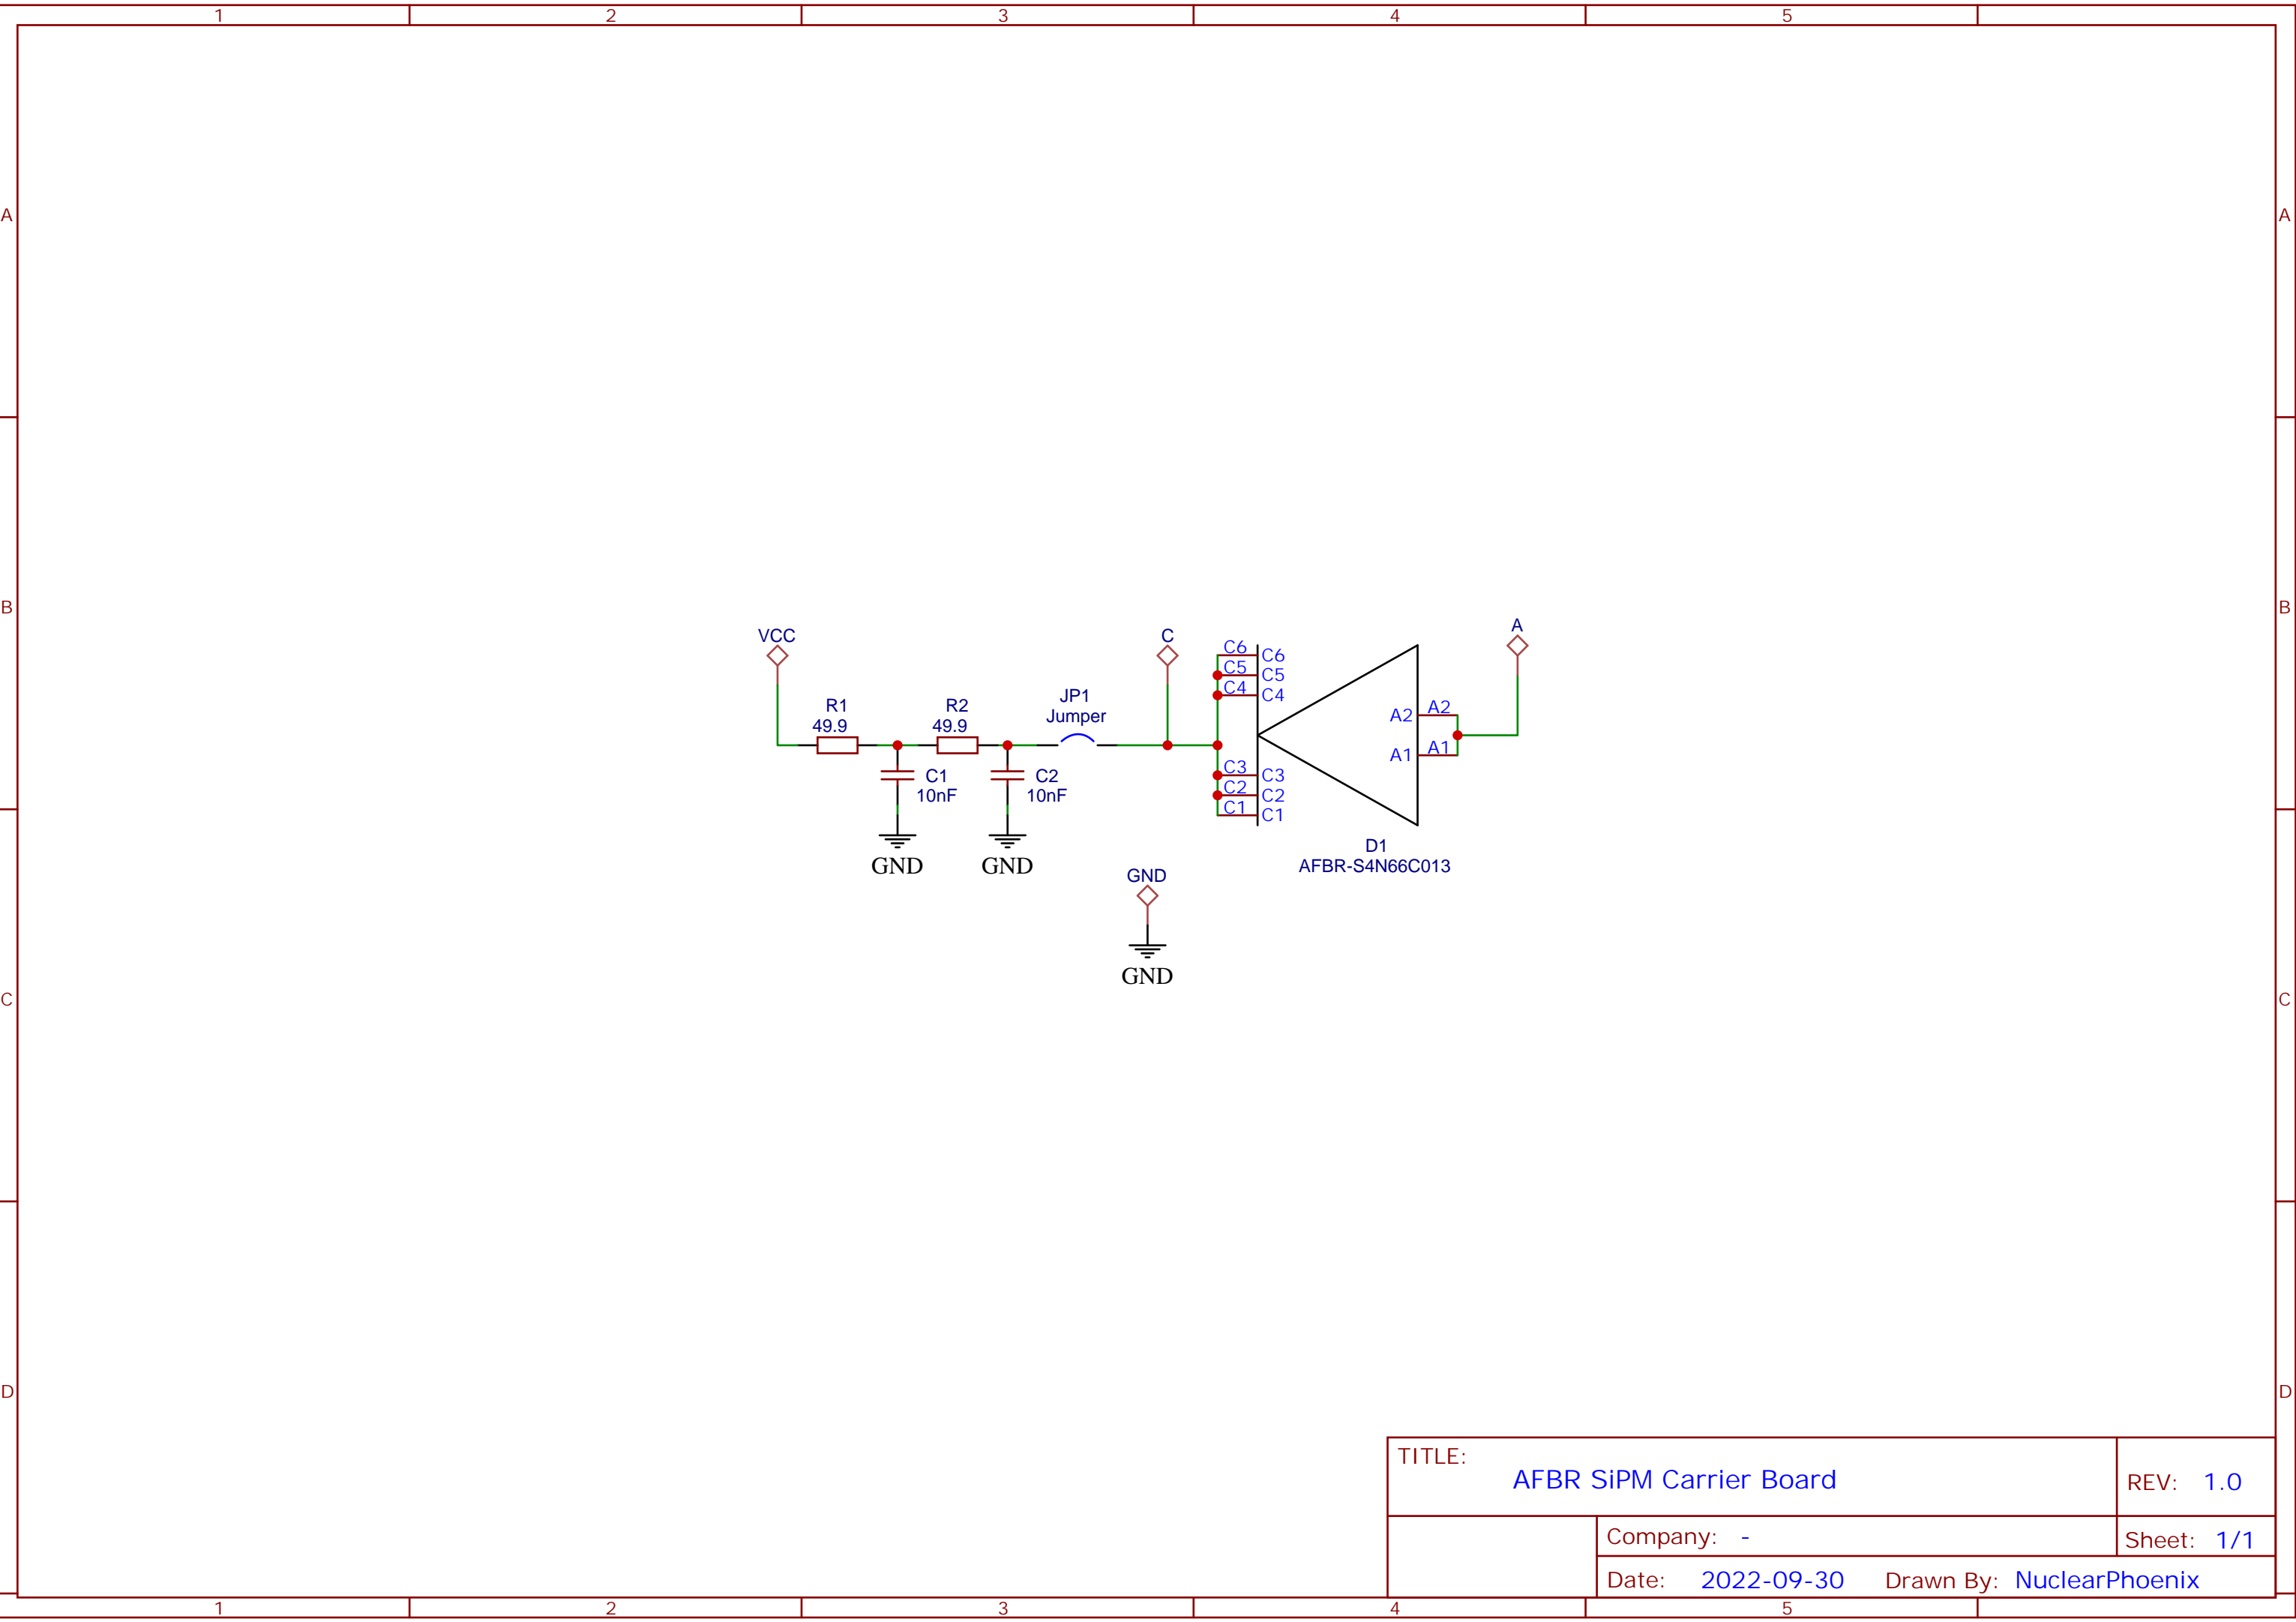 1 2 3 4 5
A A
B B
C C
D D
VCC
C
A
R1
49.9
R2
49.9
JP1
Jumper
C1
10nF
C2
10nF
GND
GND
C6 C6
C5 C5
C4 C4
C3 C3
C2 C2
C1 C1
A2 A2
A1 A1
D1
AFBR-S4N66C013
GND
GND
TITLE:
AFBR SiPM Carrier Board
REV: 1.0
Company: -
Sheet: 1/1
Date: 2022-09-30 Drawn By: NuclearPhoenix
1 2 3 4 5